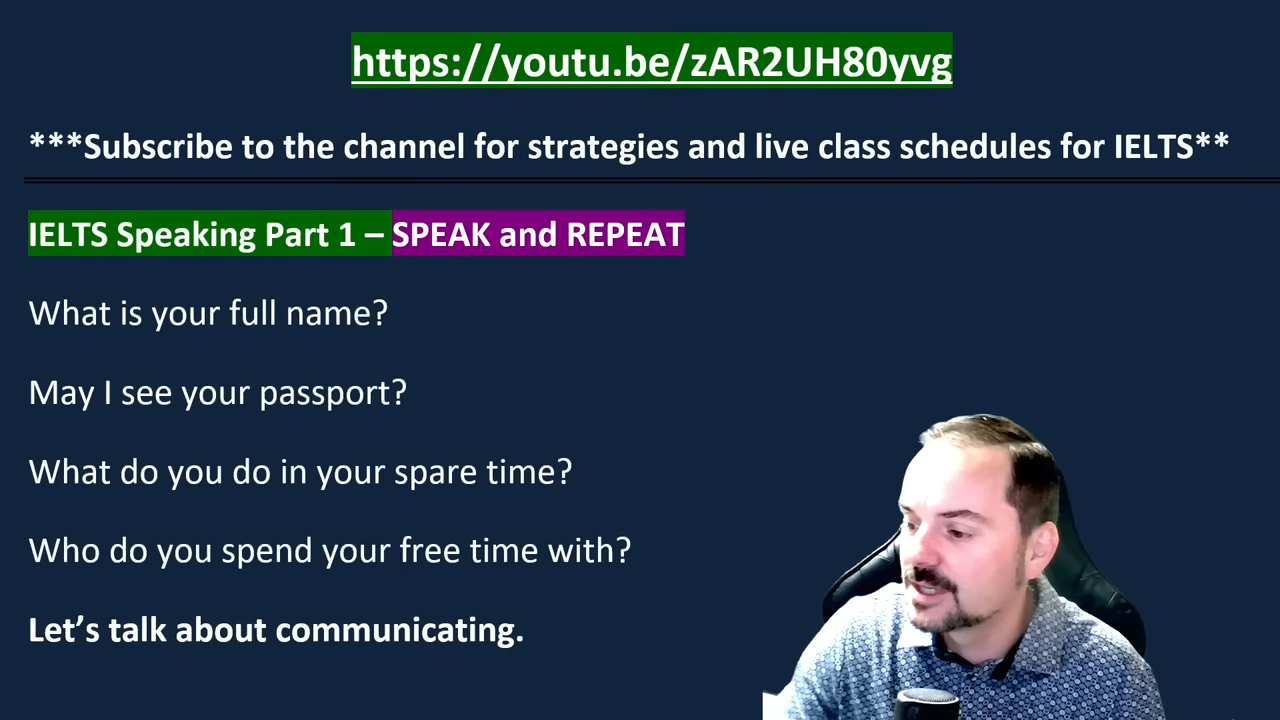 https://youtu.be/zAR2UH80yvg
***Subscribe to the channel for strategies and live class schedules for IELTS**
IELTS Speaking Part 1 – SPEAK and REPEAT
What is your full name?
May I see your passport?
What do you do in your spare time?
Who do you spend your free time with?
Let’s talk about communicating.